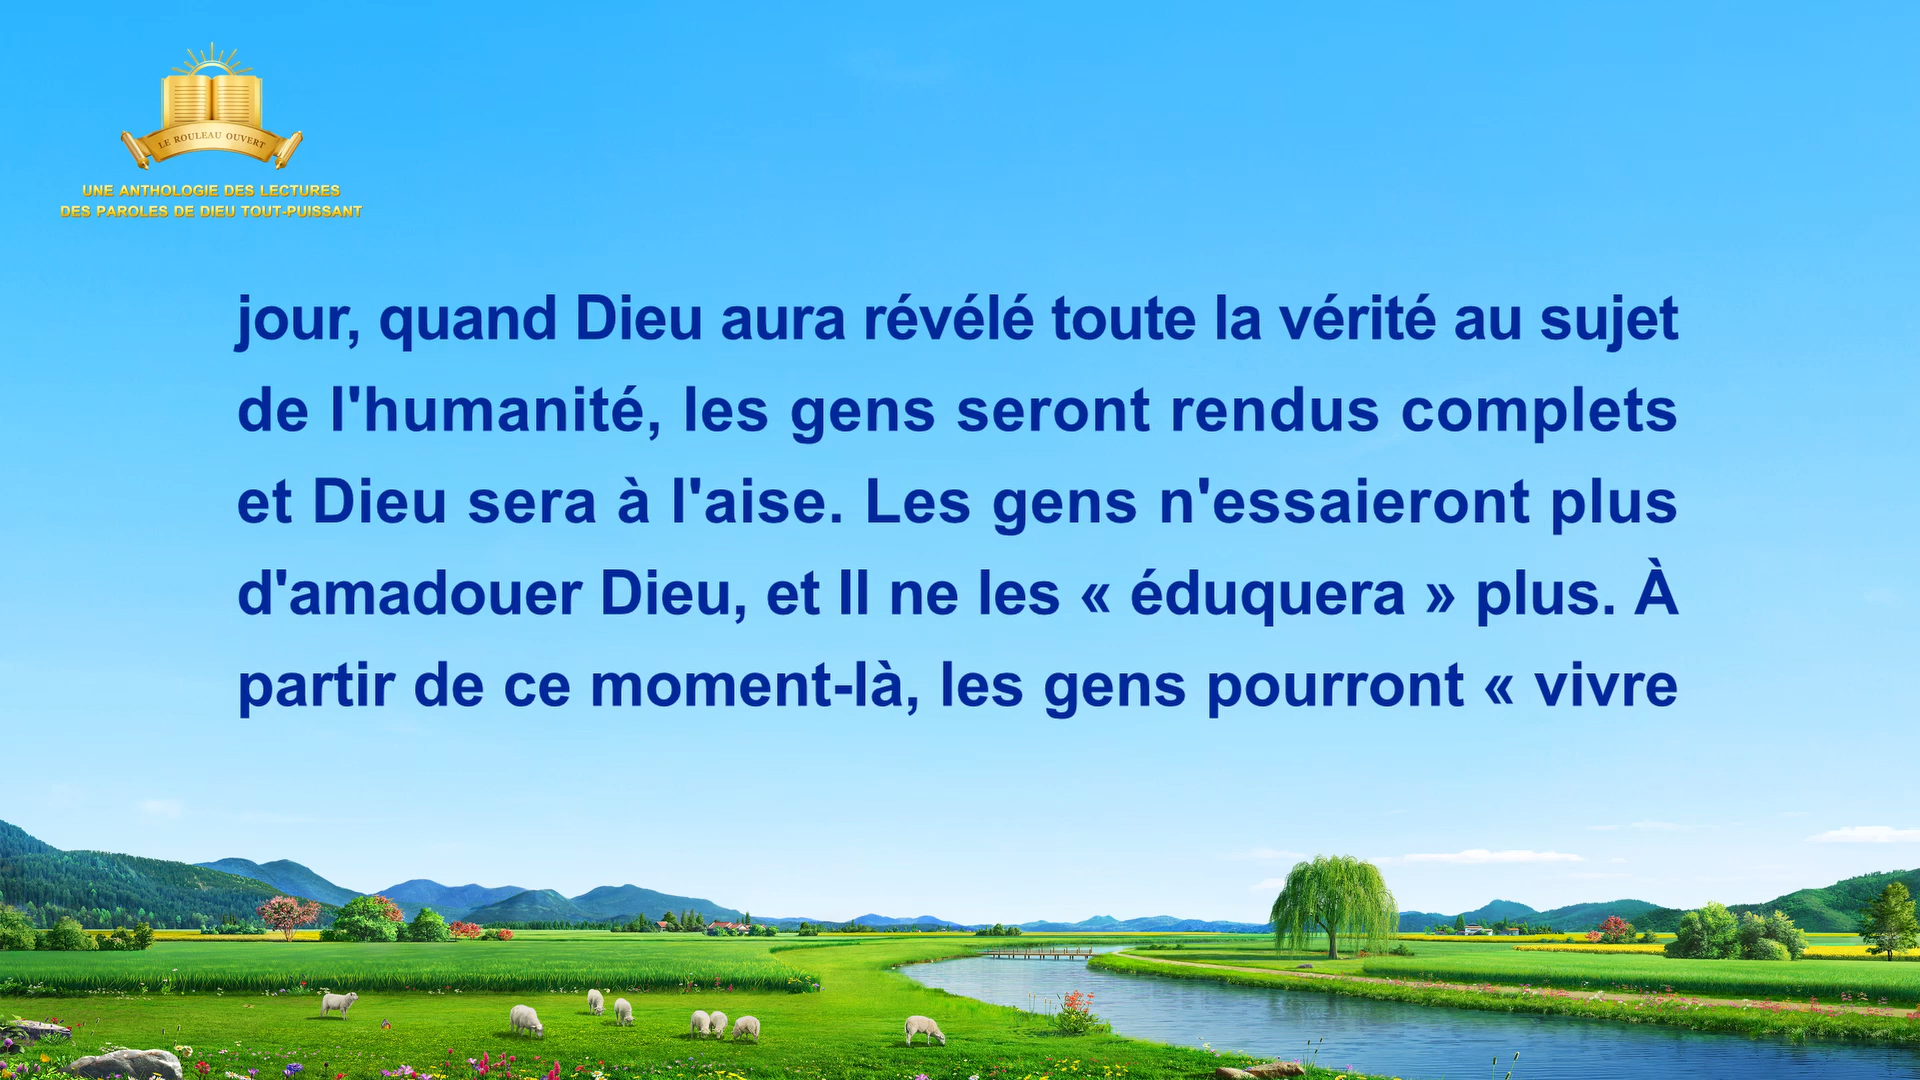 LE ROULEAU OUVERT
UNE ANTHOLOGIE DES LECTURES
DES PAROLES DE DIEU TOUT-PUISSANT
jour, quand Dieu aura révélé toute la vérité au sujet
de l'humanité, les gens seront rendus complets
et Dieu sera à l'aise. Les gens n'essaieront plus
d'amadouer Dieu, et Il ne les « éduquera » plus. À
partir de ce moment-là, les gens pourront « vivre